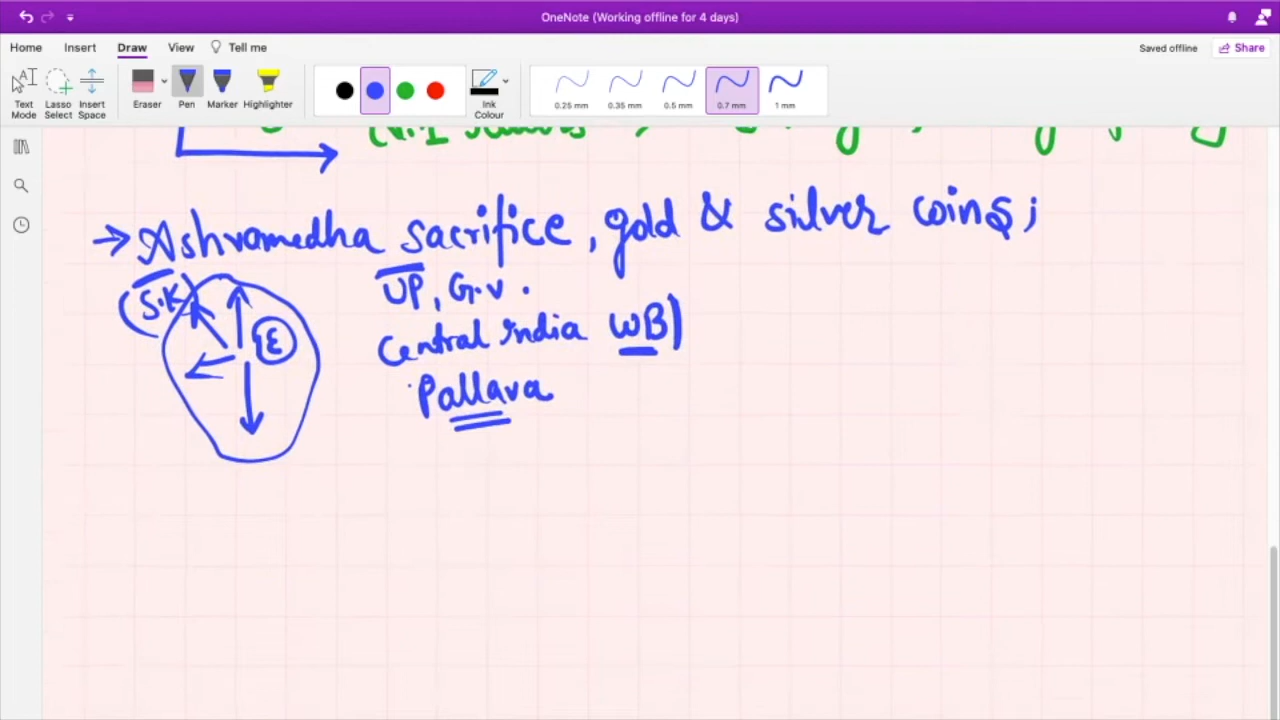 OneNote (Working offline for 4 days)
Home Insert Draw View Tell me
Saved offline Share
Text Mode Lasso Select Insert Space Eraser Pen Marker Highlighter Ink Colour
0.25 mm 0.35 mm 0.5 mm 0.7 mm 1 mm
→ Ashvamedha sacrifice, gold & silver coins;
(S.K) UP, G.V.
E Central India WB)
Pallava